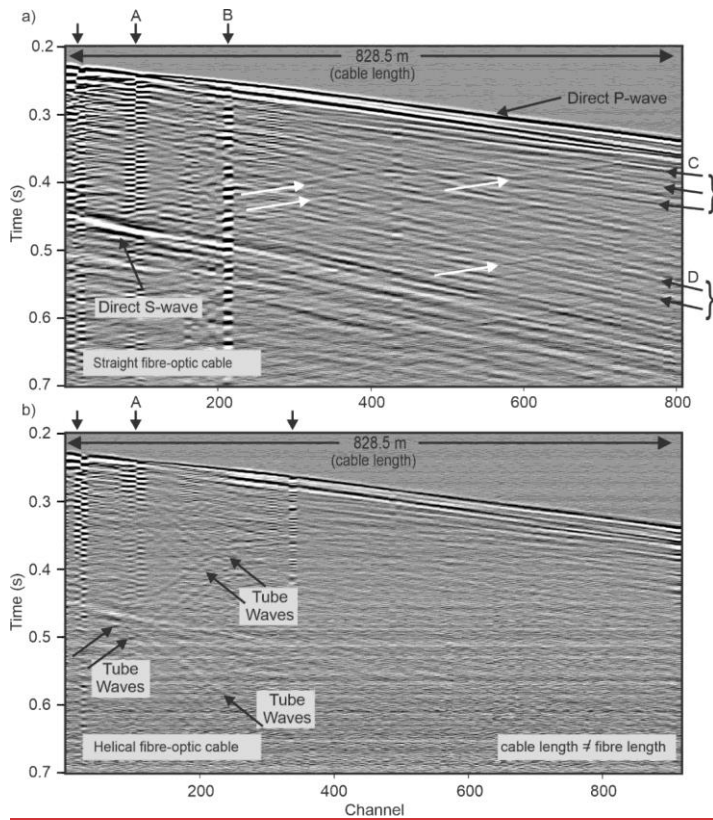 a)
A
B
0.2
828.5 m
(cable length)
Direct P-wave
0.3
C
0.4
Time (s)
0.5
D
Direct S-wave
0.6
Straight fibre-optic cable
0.7
200
400
600
800
b)
A
0.2
828.5 m
(cable length)
0.3
0.4
Time (s)
Tube
Waves
0.5
Tube
Waves
Tube
Waves
0.6
Helical fibre-optic cable
cable length ≠ fibre length
0.7
200
400
600
800
Channel